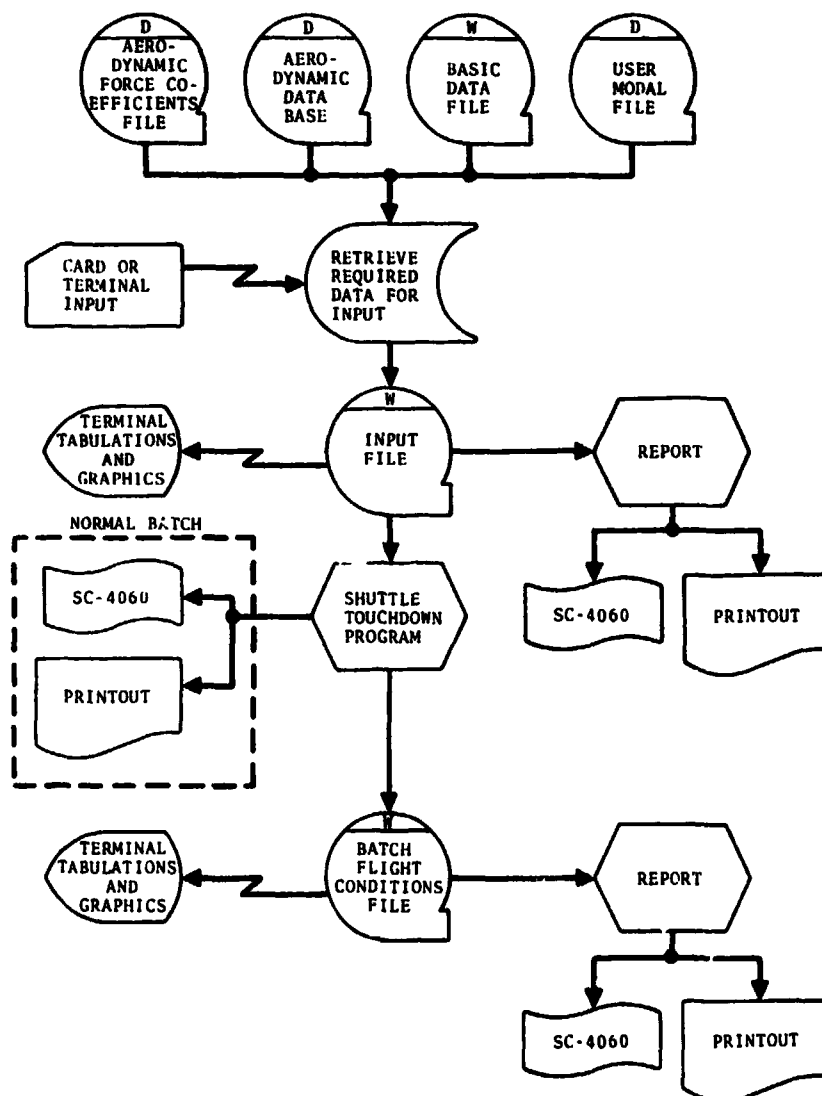 D
AERO-
DYNAMIC
FORCE CO-
EFFICIENTS
FILE
D
AERO-
DYNAMIC
DATA
BASE
W
BASIC
DATA
FILE
D
USER
MODAL
FILE
CARD OR
TERMINAL
INPUT
RETRIEVE
REQUIRED
DATA FOR
INPUT
TERMINAL
TABULATIONS
AND
GRAPHICS
W
INPUT
FILE
REPORT
NORMAL BATCH
SC-4060
PRINTOUT
SHUTTLE
TOUCHDOWN
PROGRAM
SC-4060
PRINTOUT
TERMINAL
TABULATIONS
AND
GRAPHICS
W
BATCH
FLIGHT
CONDITIONS
FILE
REPORT
SC-4060
PRINTOUT